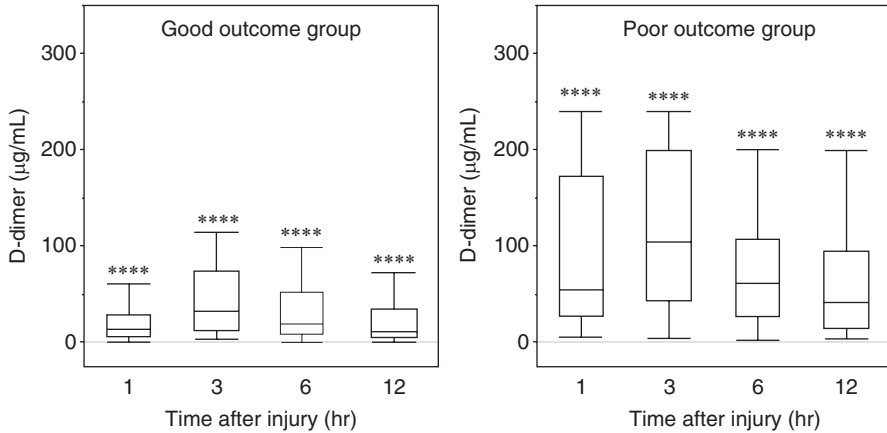 Good outcome group
300
200
100
0
D-dimer (μg/mL)
****
****
****
****
1 3 6 12
Time after injury (hr)
Poor outcome group
300
200
100
0
D-dimer (μg/mL)
****
****
****
****
1 3 6 12
Time after injury (hr)